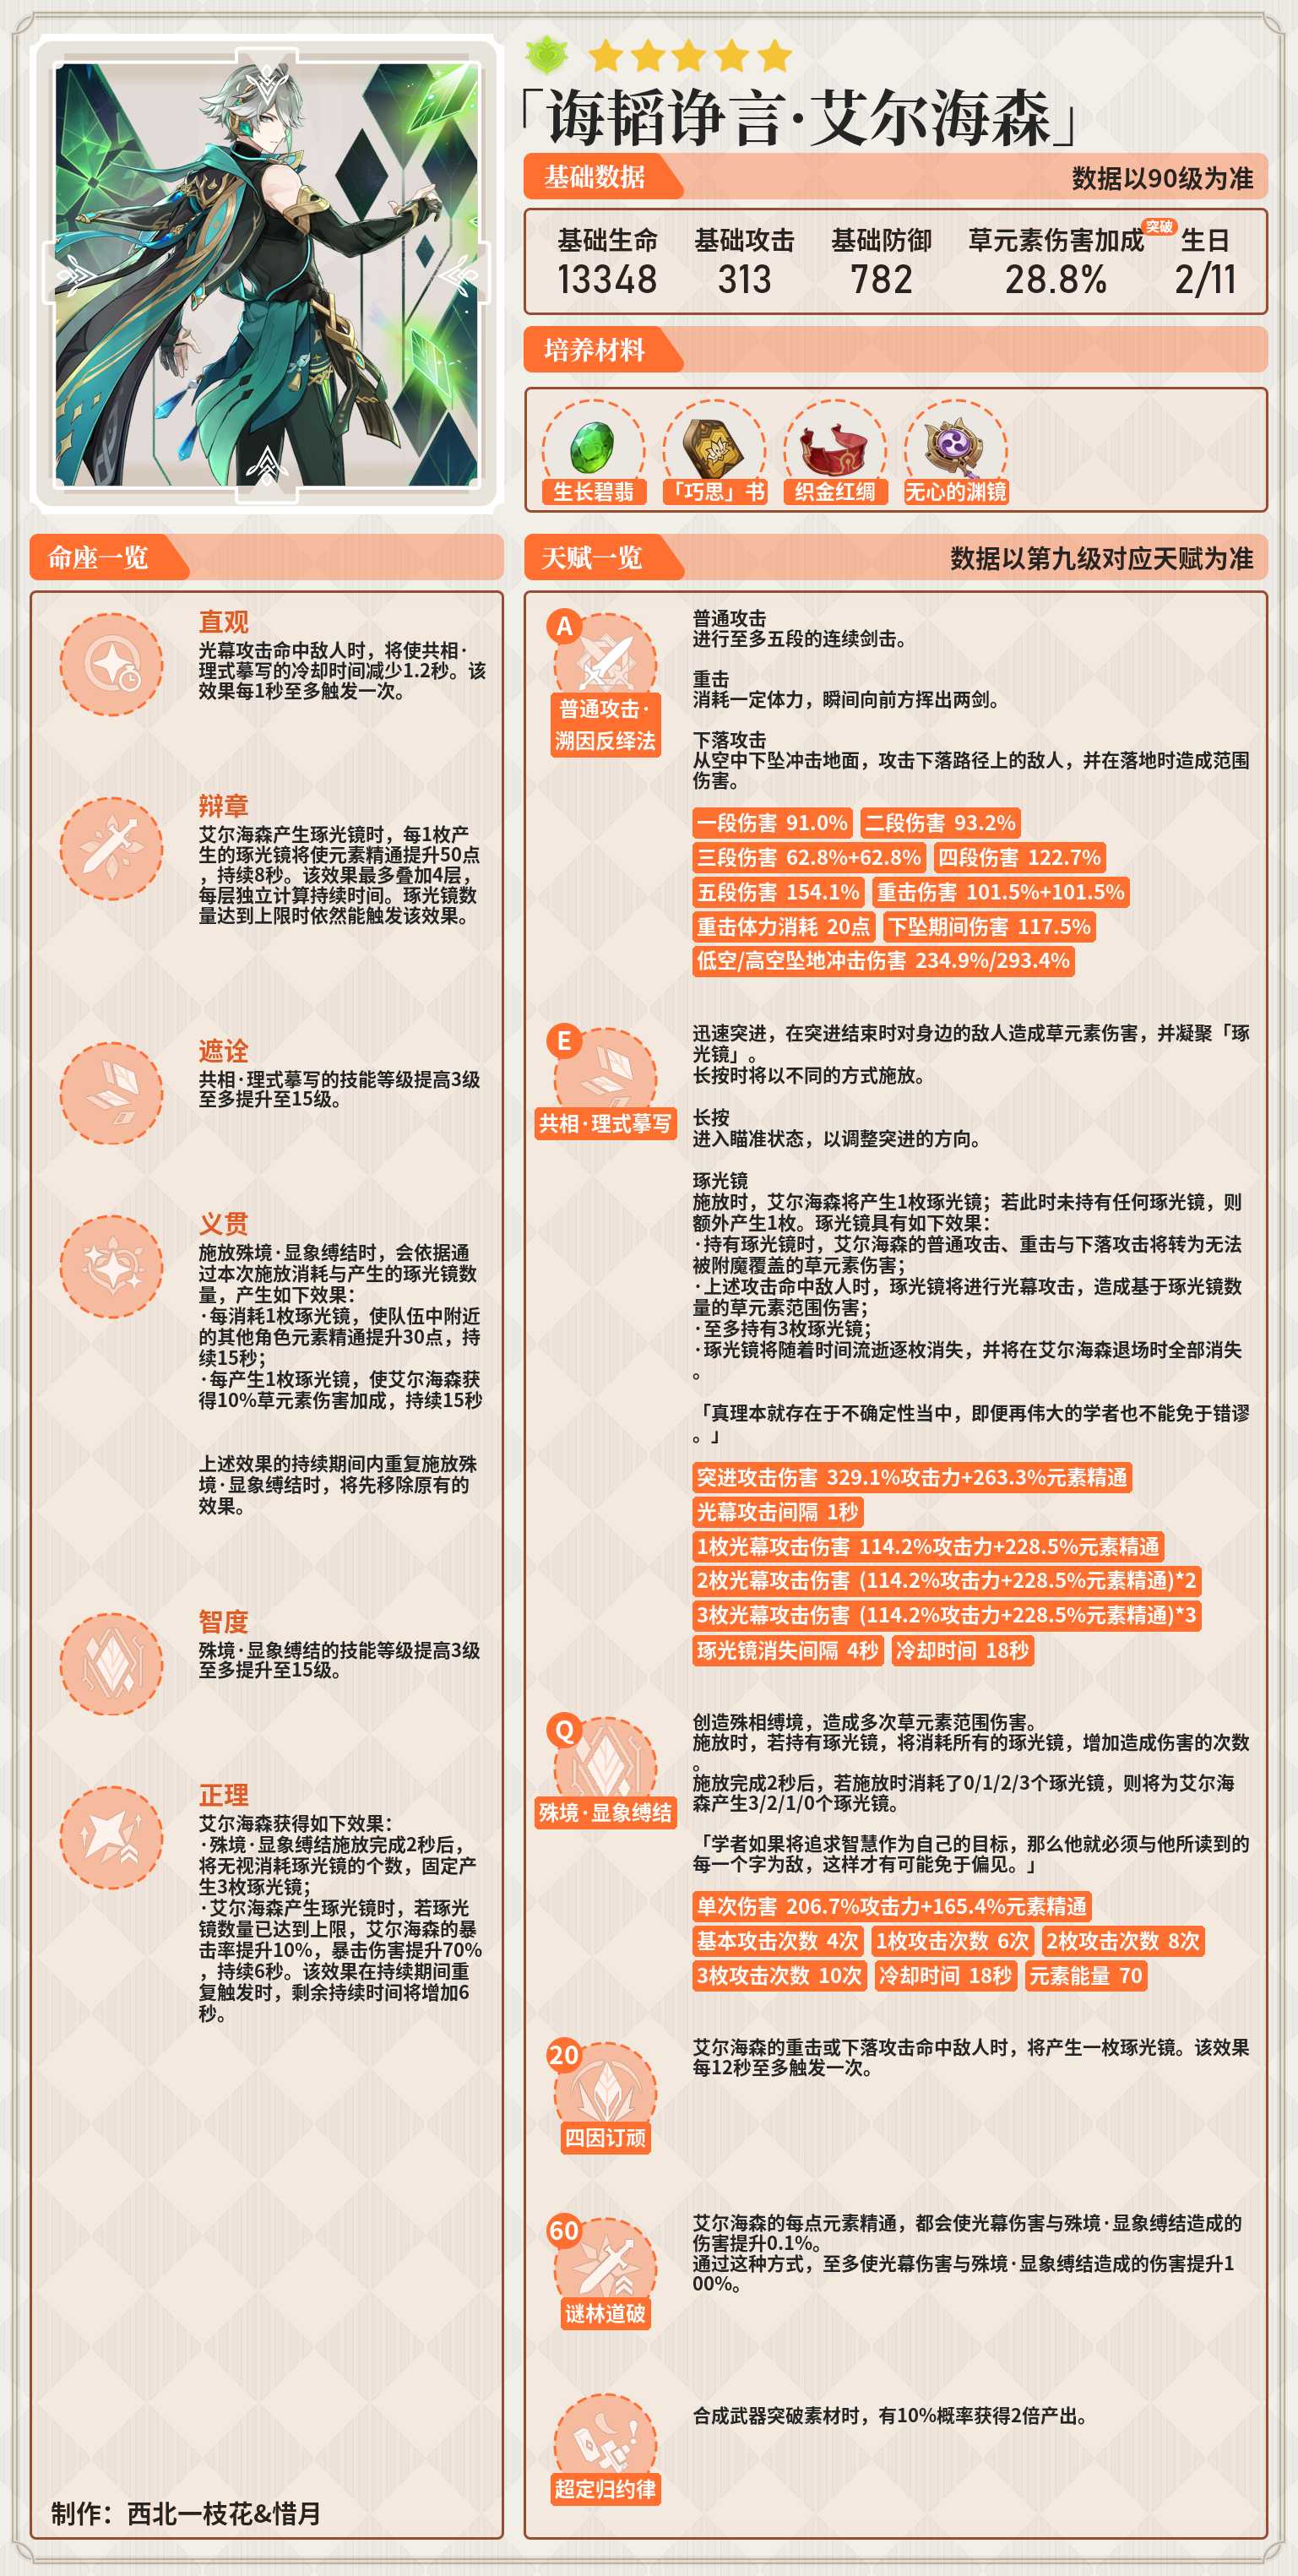 「诲韬诤言·艾尔海森」
基础数据
数据以90级为准
基础生命 基础攻击 基础防御 草元素伤害加成 突破 生日
13348 313 782 28.8% 2/11
培养材料
生长碧翡 「巧思」书 织金红绸 无心的渊镜
命座一览
直观
光幕攻击命中敌人时，将使共相·
理式摹写的冷却时间减少1.2秒。该
效果每1秒至多触发一次。
辩章
艾尔海森产生琢光镜时，每1枚产
生的琢光镜将使元素精通提升50点
，持续8秒。该效果最多叠加4层，
每层独立计算持续时间。琢光镜数
量达到上限时依然能触发该效果。
遮诠
共相·理式摹写的技能等级提高3级
至多提升至15级。
义贯
施放殊境·显象缚结时，会依据通
过本次施放消耗与产生的琢光镜数
量，产生如下效果：
·每消耗1枚琢光镜，使队伍中附近
的其他角色元素精通提升30点，持
续15秒；
·每产生1枚琢光镜，使艾尔海森获
得10%草元素伤害加成，持续15秒
上述效果的持续期间内重复施放殊
境·显象缚结时，将先移除原有的
效果。
智度
殊境·显象缚结的技能等级提高3级
至多提升至15级。
正理
艾尔海森获得如下效果：
·殊境·显象缚结施放完成2秒后，
将无视消耗琢光镜的个数，固定产
生3枚琢光镜；
·艾尔海森产生琢光镜时，若琢光
镜数量已达到上限，艾尔海森的暴
击率提升10%，暴击伤害提升70%
，持续6秒。该效果在持续期间重
复触发时，剩余持续时间将增加6
秒。
制作：西北一枝花&惜月
天赋一览
数据以第九级对应天赋为准
A
普通攻击·
溯因反绎法
普通攻击
进行至多五段的连续剑击。
重击
消耗一定体力，瞬间向前方挥出两剑。
下落攻击
从空中下坠冲击地面，攻击下落路径上的敌人，并在落地时造成范围
伤害。
一段伤害 91.0% 二段伤害 93.2%
三段伤害 62.8%+62.8% 四段伤害 122.7%
五段伤害 154.1% 重击伤害 101.5%+101.5%
重击体力消耗 20点 下坠期间伤害 117.5%
低空/高空坠地冲击伤害 234.9%/293.4%
E
共相·理式摹写
迅速突进，在突进结束时对身边的敌人造成草元素伤害，并凝聚「琢
光镜」。
长按时将以不同的方式施放。
长按
进入瞄准状态，以调整突进的方向。
琢光镜
施放时，艾尔海森将产生1枚琢光镜；若此时未持有任何琢光镜，则
额外产生1枚。琢光镜具有如下效果：
·持有琢光镜时，艾尔海森的普通攻击、重击与下落攻击将转为无法
被附魔覆盖的草元素伤害；
·上述攻击命中敌人时，琢光镜将进行光幕攻击，造成基于琢光镜数
量的草元素范围伤害；
·至多持有3枚琢光镜；
·琢光镜将随着时间流逝逐枚消失，并将在艾尔海森退场时全部消失
。
「真理本就存在于不确定性当中，即便再伟大的学者也不能免于错谬
。」
突进攻击伤害 329.1%攻击力+263.3%元素精通
光幕攻击间隔 1秒
1枚光幕攻击伤害 114.2%攻击力+228.5%元素精通
2枚光幕攻击伤害 (114.2%攻击力+228.5%元素精通)*2
3枚光幕攻击伤害 (114.2%攻击力+228.5%元素精通)*3
琢光镜消失间隔 4秒 冷却时间 18秒
Q
殊境·显象缚结
创造殊相缚境，造成多次草元素范围伤害。
施放时，若持有琢光镜，将消耗所有的琢光镜，增加造成伤害的次数
。
施放完成2秒后，若施放时消耗了0/1/2/3个琢光镜，则将为艾尔海
森产生3/2/1/0个琢光镜。
「学者如果将追求智慧作为自己的目标，那么他就必须与他所读到的
每一个字为敌，这样才有可能免于偏见。」
单次伤害 206.7%攻击力+165.4%元素精通
基本攻击次数 4次 1枚攻击次数 6次 2枚攻击次数 8次
3枚攻击次数 10次 冷却时间 18秒 元素能量 70
20
四因订顽
艾尔海森的重击或下落攻击命中敌人时，将产生一枚琢光镜。该效果
每12秒至多触发一次。
60
谜林道破
艾尔海森的每点元素精通，都会使光幕伤害与殊境·显象缚结造成的
伤害提升0.1%。
通过这种方式，至多使光幕伤害与殊境·显象缚结造成的伤害提升1
00%。
超定归约律
合成武器突破素材时，有10%概率获得2倍产出。